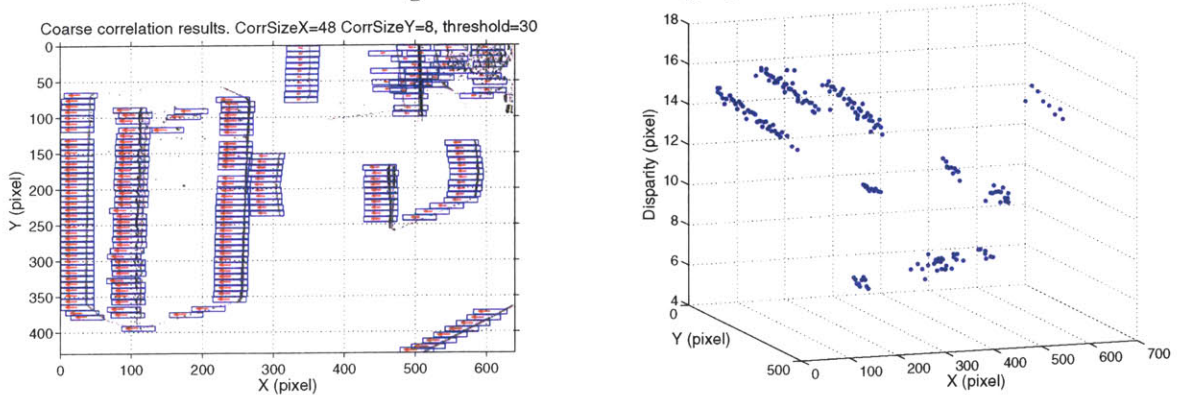 Coarse correlation results. CorrSizeX=48 CorrSizeY=8, threshold=30
0
50
100
150
200
250
300
350
400
Y (pixel)
0 100 200 300 400 500 600
X (pixel)
18
16
14
12
10
8
6
4
Disparity (pixel)
0
500
Y (pixel)
0 100 200 300 400 500 600 700
X (pixel)